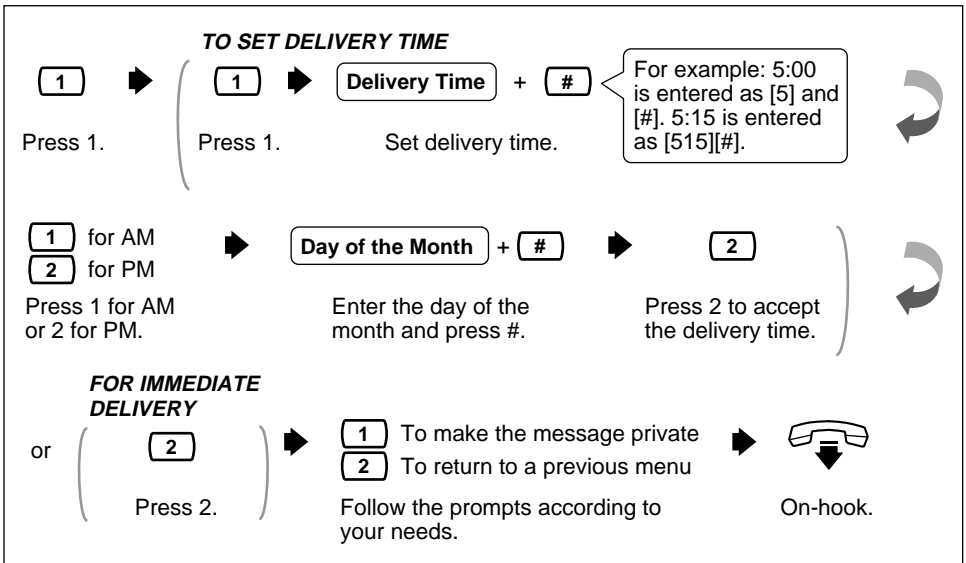 TO SET DELIVERY TIME
1
1
Delivery Time + #
For example: 5:00
is entered as [5] and
[#]. 5:15 is entered
as [515][#].
Press 1.
Press 1.
Set delivery time.
1 for AM
2 for PM
Day of the Month + #
2
Press 1 for AM
or 2 for PM.
Enter the day of the
month and press #.
Press 2 to accept
the delivery time.
FOR IMMEDIATE
DELIVERY
or
2
1 To make the message private
2 To return to a previous menu
Press 2.
Follow the prompts according to
your needs.
On-hook.